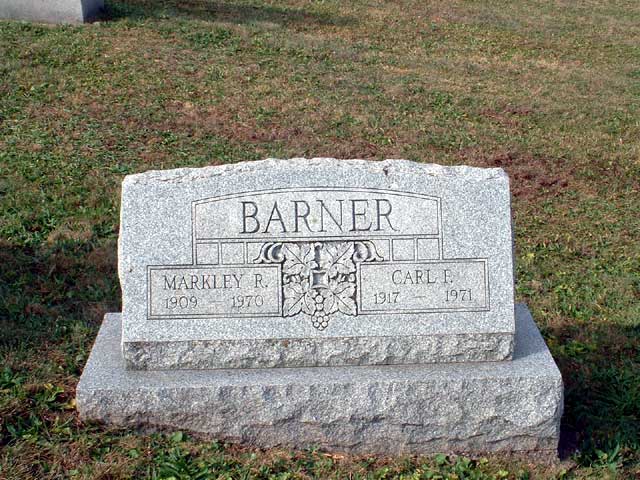 BARNER
MARKLEY R.
1909 — 1970
CARL F.
1917 — 1971